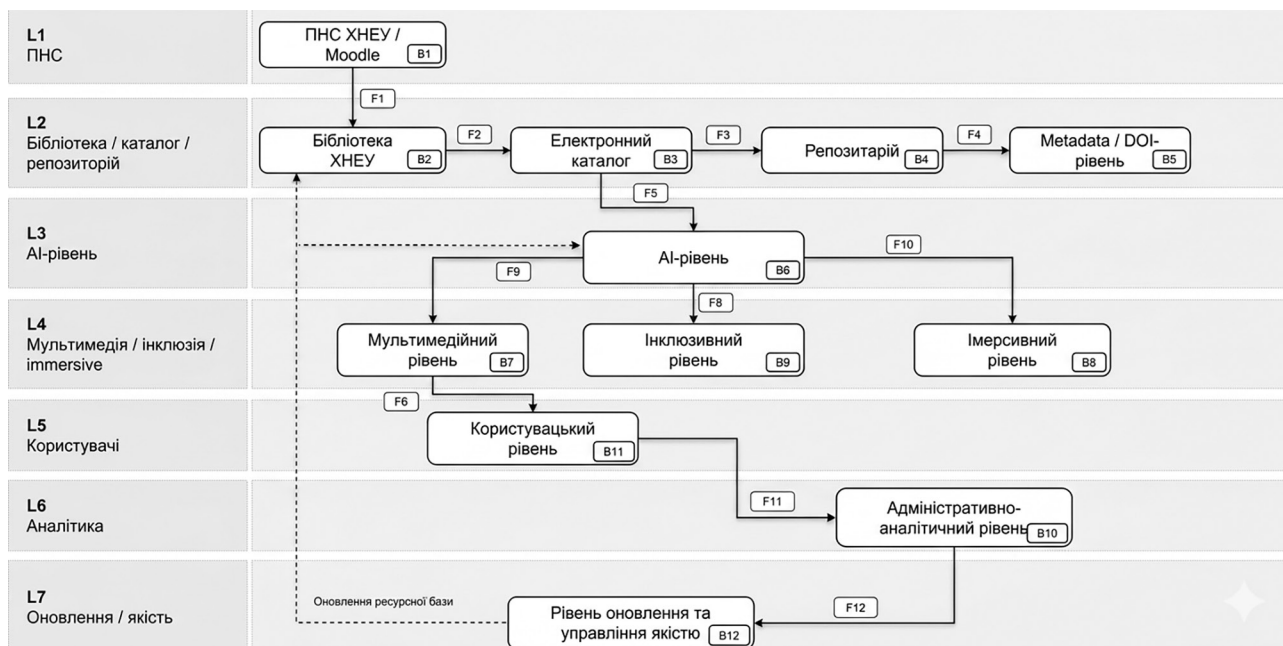 L1
ПНС
ПНС ХНЕУ /
Moodle
B1
F1
L2
Бібліотека / каталог /
репозиторій
Бібліотека
ХНЕУ
B2
F2
Електронний
каталог
B3
F3
Репозитарій
B4
F4
Metadata / DOI-
рівень
B5
F5
L3
AI-рівень
AI-рівень
B6
F9
F10
F8
L4
Мультимедія / інклюзія /
immersive
Мультимедійний
рівень
B7
Інклюзивний
рівень
B9
Імерсивний
рівень
B8
F6
L5
Користувачі
Користувацький
рівень
B11
F11
L6
Аналітика
Адміністративно-
аналітичний рівень
B10
L7
Оновлення / якість
Оновлення ресурсної бази
Рівень оновлення та
управління якістю
B12
F12